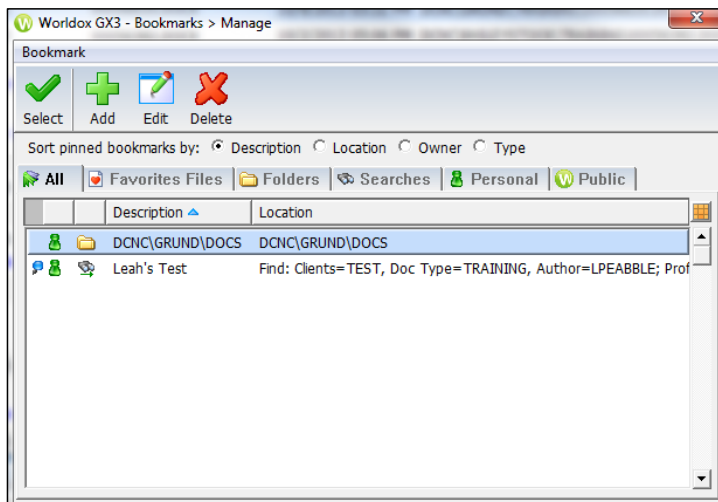 Worldox GX3 - Bookmarks > Manage
Bookmark
Select Add Edit Delete
Sort pinned bookmarks by: Description Location Owner Type
All Favorites Files Folders Searches Personal Public
Description Location
DCNC\GRUND\DOCS DCNC\GRUND\DOCS
Leah's Test Find: Clients=TEST, Doc Type=TRAINING, Author=LPEABBLE; Prof